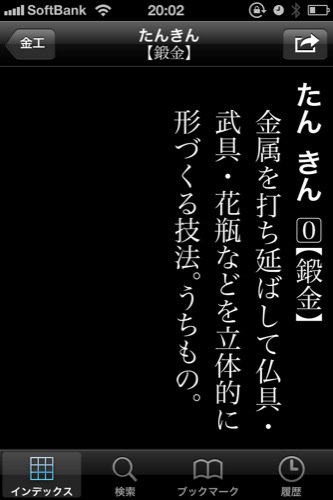 SoftBank 20:02
金工
たんきん
【鍛金】
たん きん 0【鍛金】
金属を打ち延ばして仏具・
武具・花瓶などを立体的に
形づくる技法。うちもの。
インデックス
検索
ブックマーク
履歴